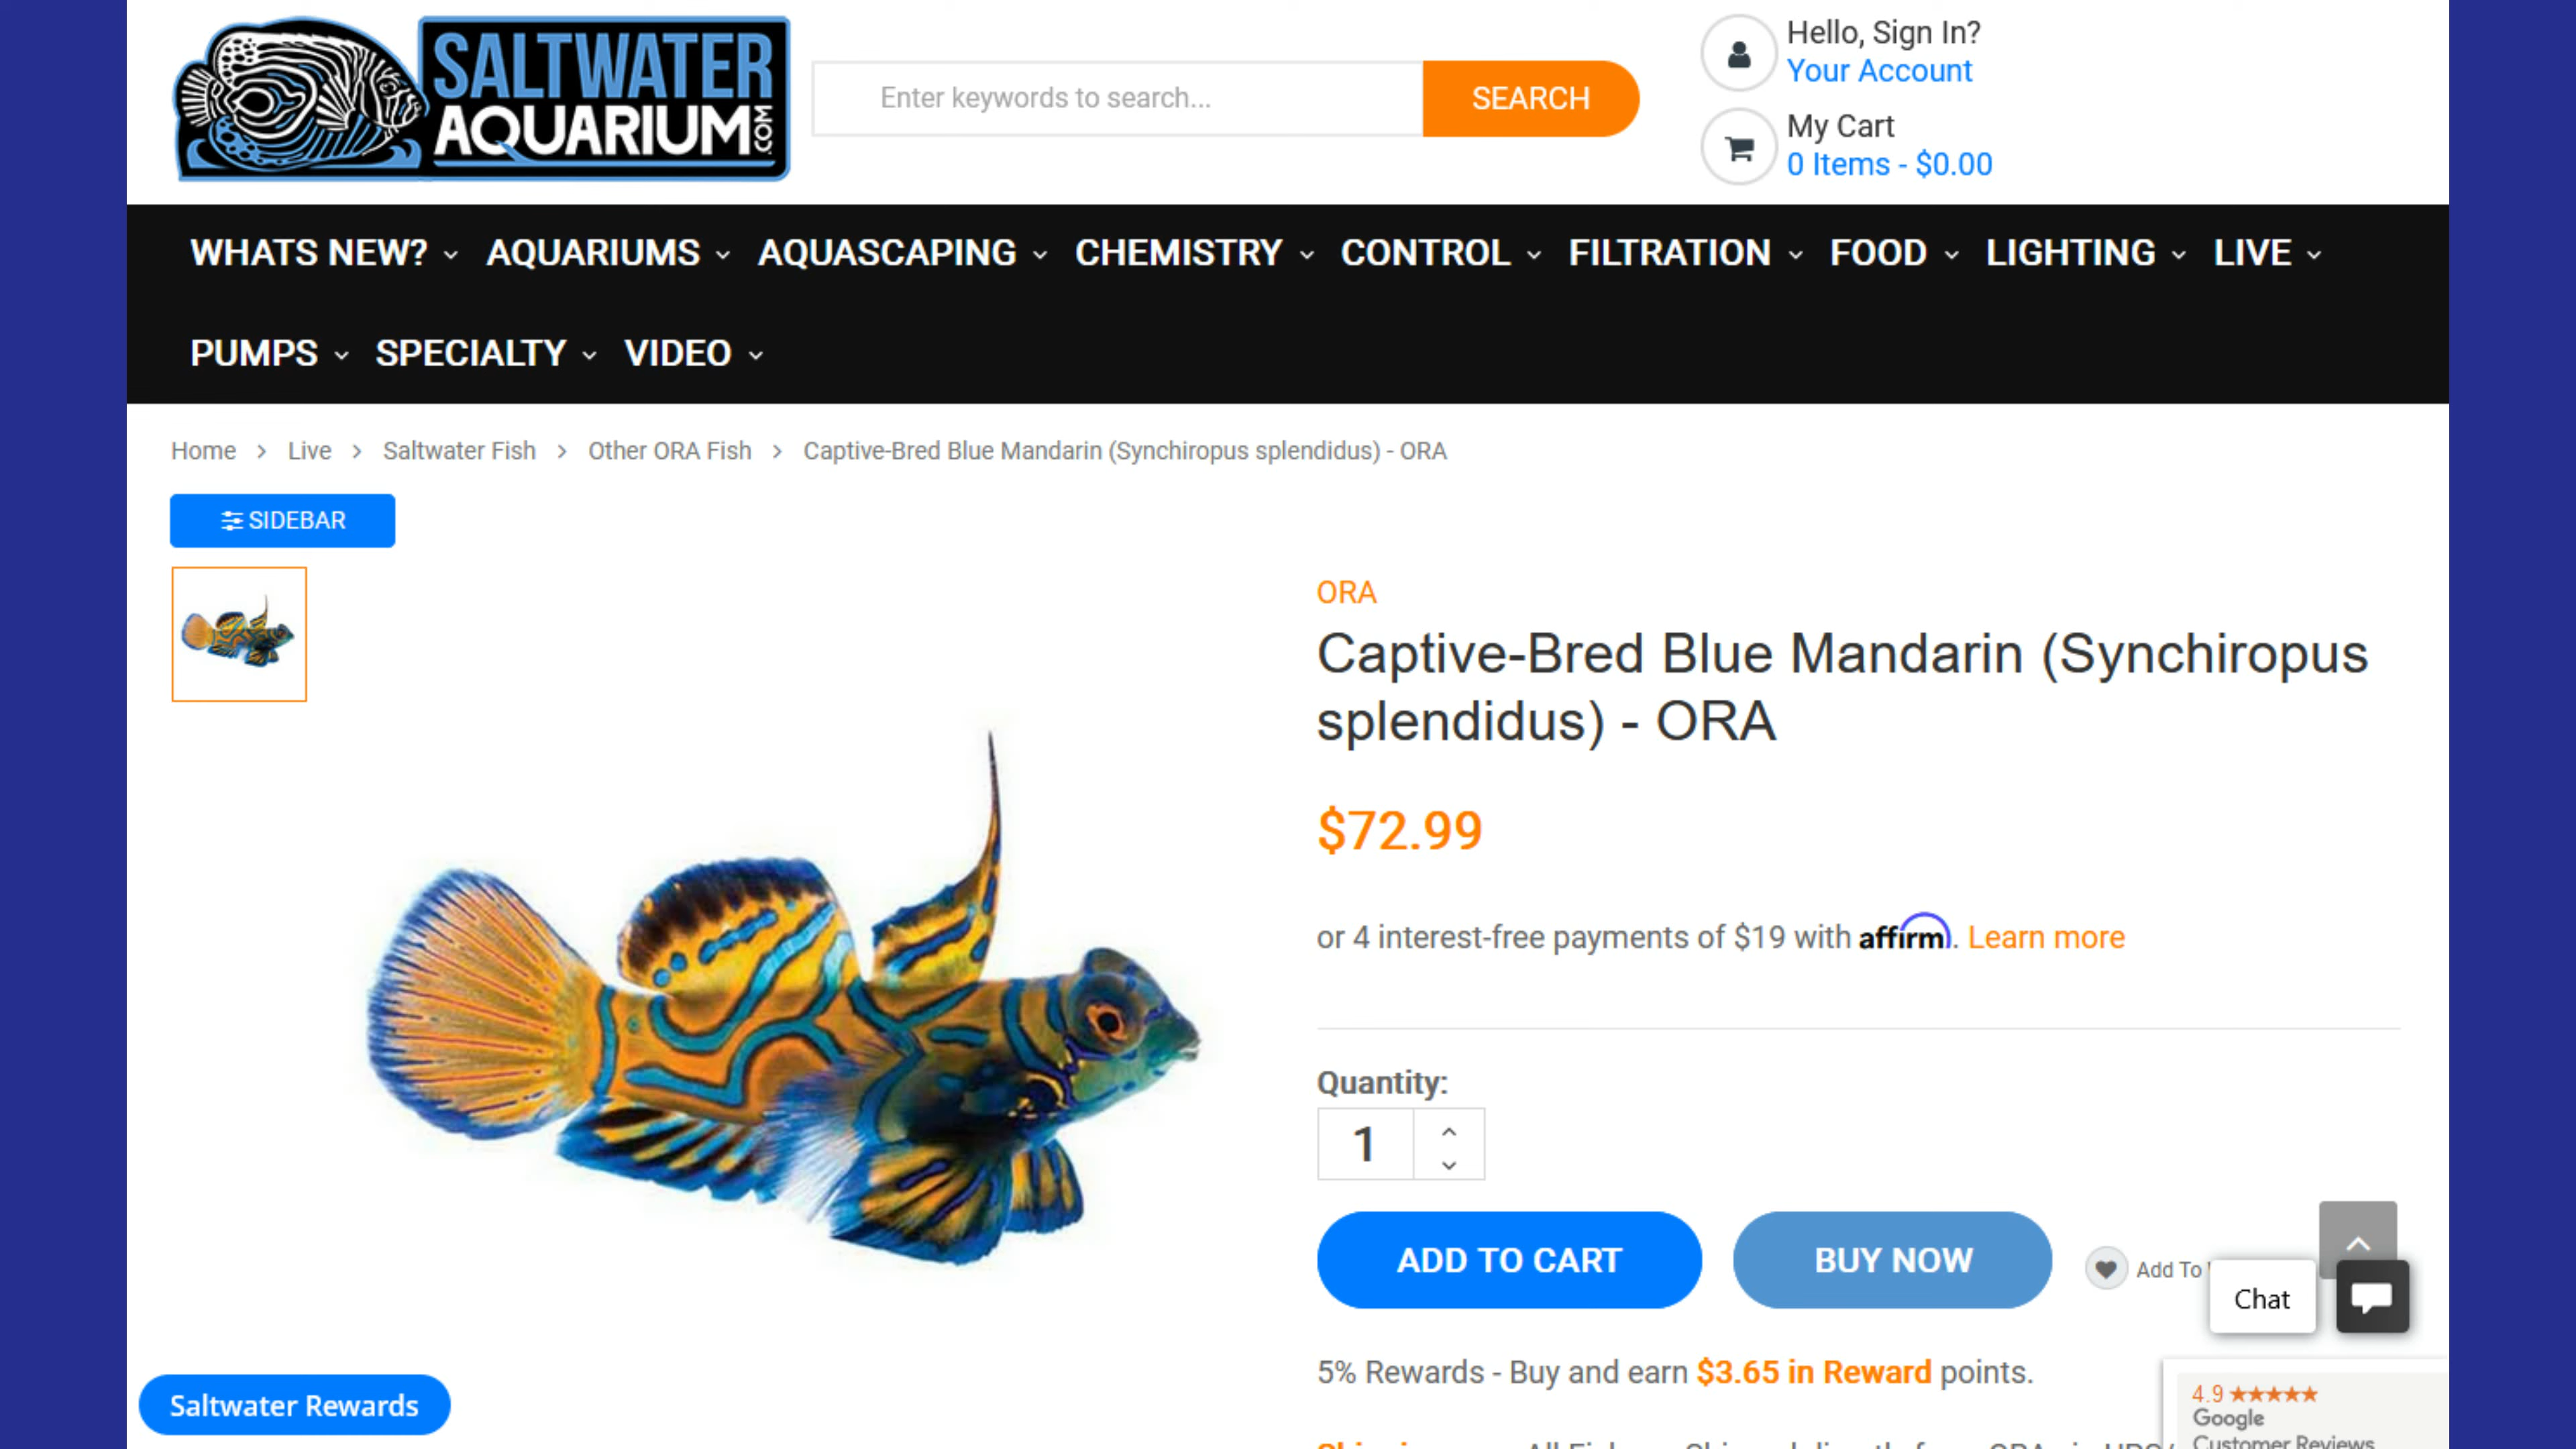 SALTWATER
AQUARIUM.COM
Enter keywords to search...
SEARCH
Hello, Sign In?
Your Account
My Cart
0 Items - $0.00
WHATS NEW? AQUARIUMS AQUASCAPING CHEMISTRY CONTROL FILTRATION FOOD LIGHTING LIVE
PUMPS SPECIALTY VIDEO
Home > Live > Saltwater Fish > Other ORA Fish > Captive-Bred Blue Mandarin (Synchiropus splendidus) - ORA
SIDEBAR
ORA
Captive-Bred Blue Mandarin (Synchiropus
splendidus) - ORA
$72.99
or 4 interest-free payments of $19 with affirm. Learn more
Quantity:
1
ADD TO CART
BUY NOW
Add To
Chat
5% Rewards - Buy and earn $3.65 in Reward points.
Saltwater Rewards
4.9 ★★★★★
Google
Customer Reviews